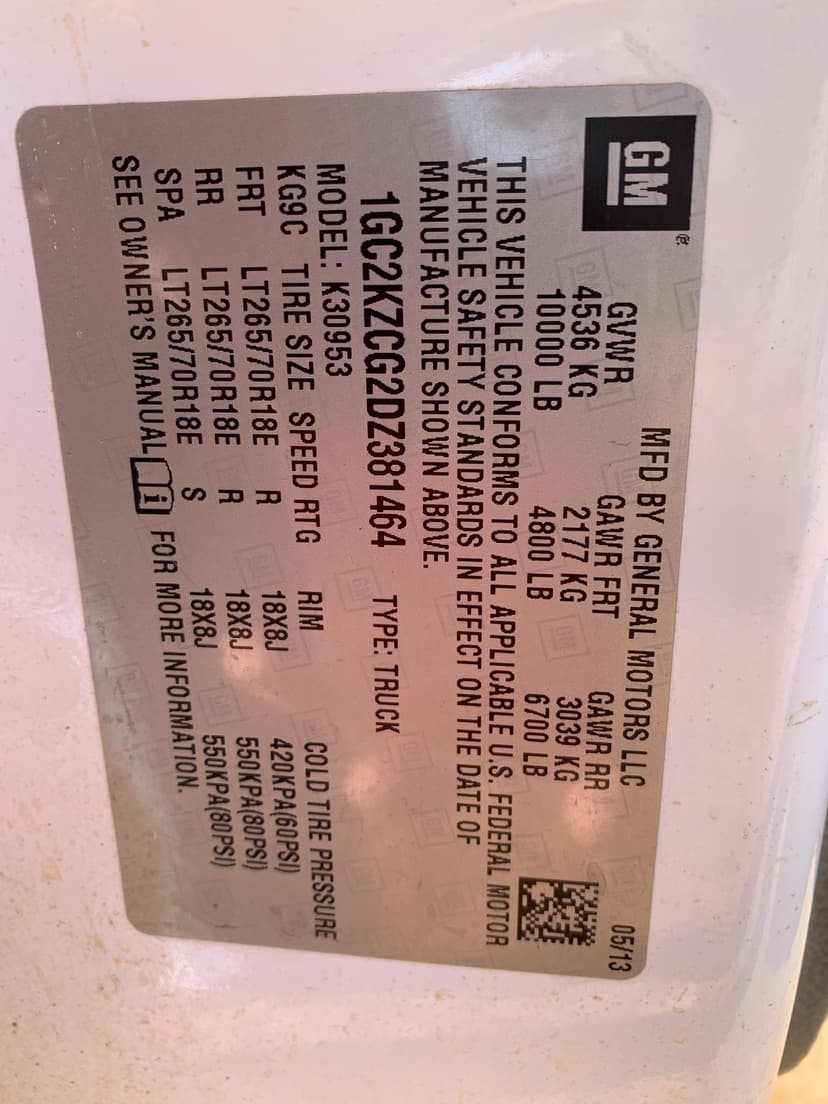 GM®
MFD BY GENERAL MOTORS LLC 05/13
GVWR GAWR FRT GAWR RR
4536 KG 2177 KG 3039 KG
10000 LB 4800 LB 6700 LB
THIS VEHICLE CONFORMS TO ALL APPLICABLE U.S. FEDERAL MOTOR
VEHICLE SAFETY STANDARDS IN EFFECT ON THE DATE OF
MANUFACTURE SHOWN ABOVE.
1GC2KZCG2DZ381464 TYPE: TRUCK
MODEL: K30953
KG9C TIRE SIZE SPEED RTG RIM COLD TIRE PRESSURE
FRT LT265/70R18E R 18X8J 420KPA(60PSI)
RR LT265/70R18E R 18X8J 550KPA(80PSI)
SPA LT265/70R18E S 18X8J 550KPA(80PSI)
SEE OWNER'S MANUAL i FOR MORE INFORMATION.